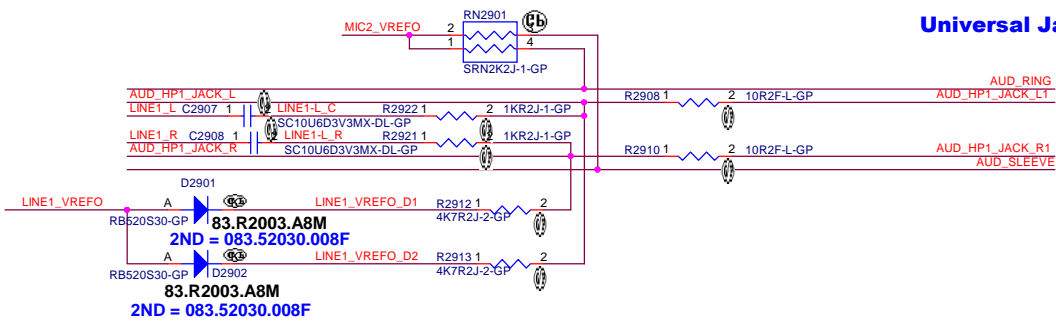 Universal Ja
RN2901
MIC2_VREFO
2
1
4
SRN2K2J-1-GP
AUD_RING
AUD_HP1_JACK_L
R2908 1 2 10R2F-L-GP
AUD_HP1_JACK_L1
LINE1_L C2907 1 LINE1-L_C R2922 1 2 1KR2J-1-GP
SC10U6D3V3MX-DL-GP
LINE1_R C2908 1 2 LINE1-L_R R2921 1 2 1KR2J-1-GP
AUD_HP1_JACK_R
SC10U6D3V3MX-DL-GP
R2910 1 2 10R2F-L-GP
AUD_HP1_JACK_R1
AUD_SLEEVE
D2901
LINE1_VREFO A LINE1_VREFO_D1 R2912 1 2
RB520S30-GP
4K7R2J-2-GP
83.R2003.A8M
2ND = 083.52030.008F
A LINE1_VREFO_D2 R2913 1 2
RB520S30-GP D2902
4K7R2J-2-GP
83.R2003.A8M
2ND = 083.52030.008F